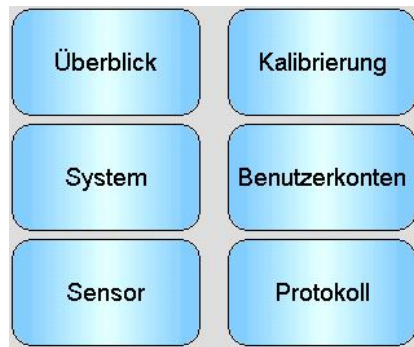 Überblick
Kalibrierung
System
Benutzerkonten
Sensor
Protokoll